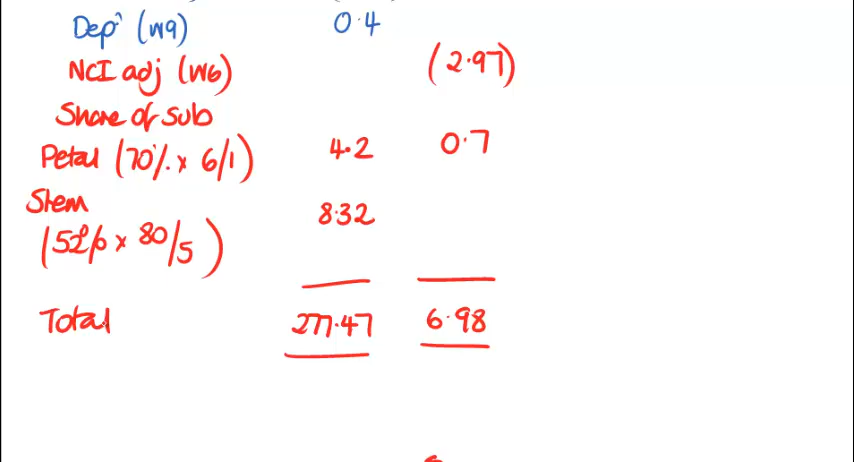 Depⁿ (W9) 0.4
NCI adj (W6) (2.97)
Share of sub
Petal (70% x 6/1) 4.2 0.7
Stem 8.32
(52% x 80/5)
Total 277.47 6.98